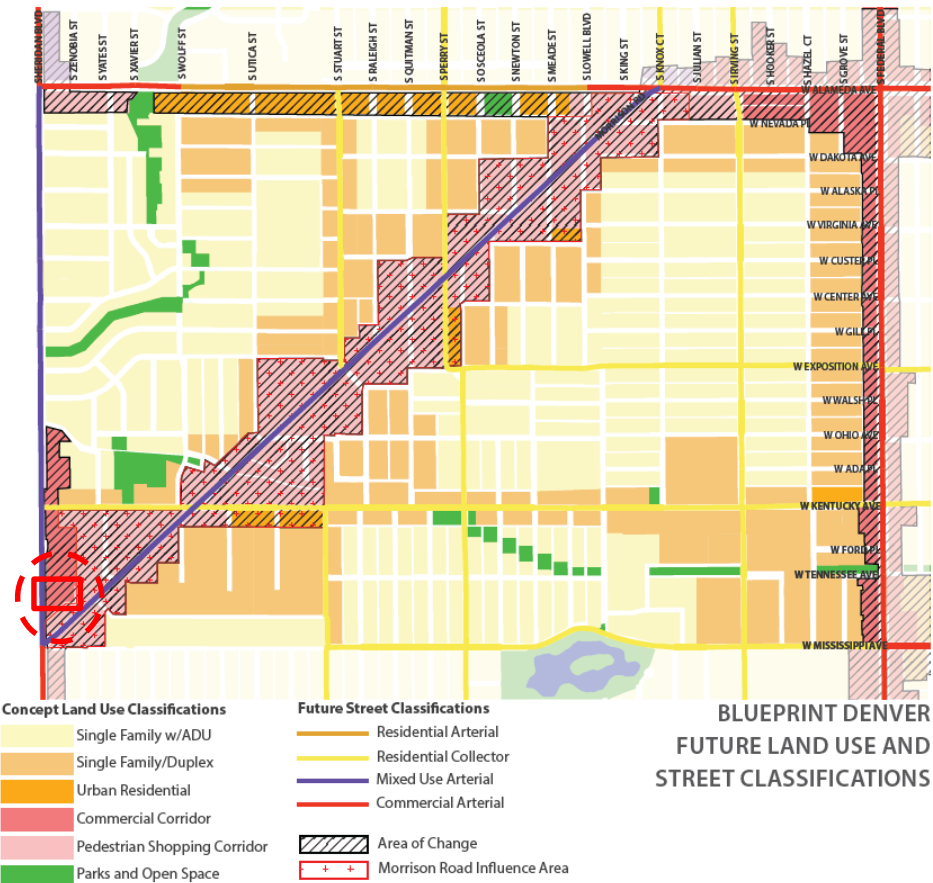 SHERIDAN BLVD
S ZENOBIA ST
S YATES ST
S XAVIER ST
S WOLFF ST
S UTICA ST
S STUART ST
S RALEIGH ST
S QUITMAN ST
S PERRY ST
S OSCEOLA ST
S NEWTON ST
S MEADE ST
S LOWELL BLVD
S KING ST
S KNOX CT
S JULIAN ST
S IRVING ST
S HOOKER ST
S HAZEL CT
S GROVE ST
S FEDERAL BLVD
W ALAMEDA AVE
W NEVADA PL
W DAKOTA AVE
W ALASKA PL
W VIRGINIA AVE
W CUSTER PL
W CENTER AVE
W GILL PL
W EXPOSITION AVE
W WALSH PL
W OHIO AVE
W ADA PL
W KENTUCKY AVE
W FORD PL
W TENNESSEE AVE
W MISSISSIPPI AVE
Concept Land Use Classifications
Single Family w/ADU
Single Family/Duplex
Urban Residential
Commercial Corridor
Pedestrian Shopping Corridor
Parks and Open Space
Future Street Classifications
Residential Arterial
Residential Collector
Mixed Use Arterial
Commercial Arterial
Area of Change
Morrison Road Influence Area
BLUEPRINT DENVER
FUTURE LAND USE AND
STREET CLASSIFICATIONS